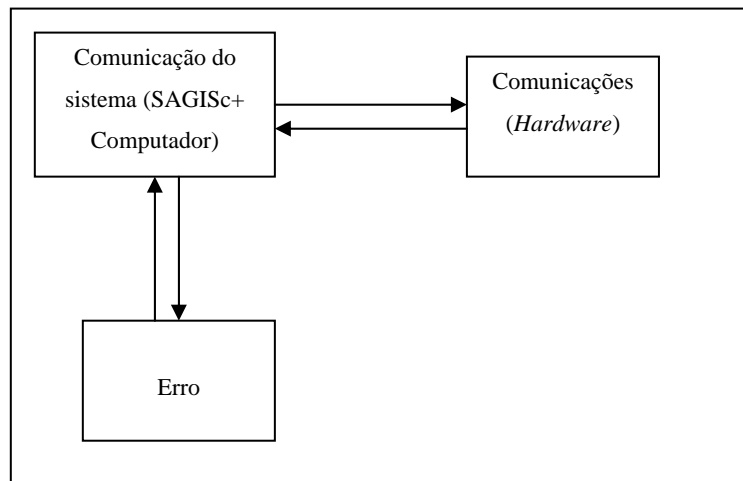 Comunicação do
sistema (SAGISc+
Computador)
Comunicações
(Hardware)
Erro